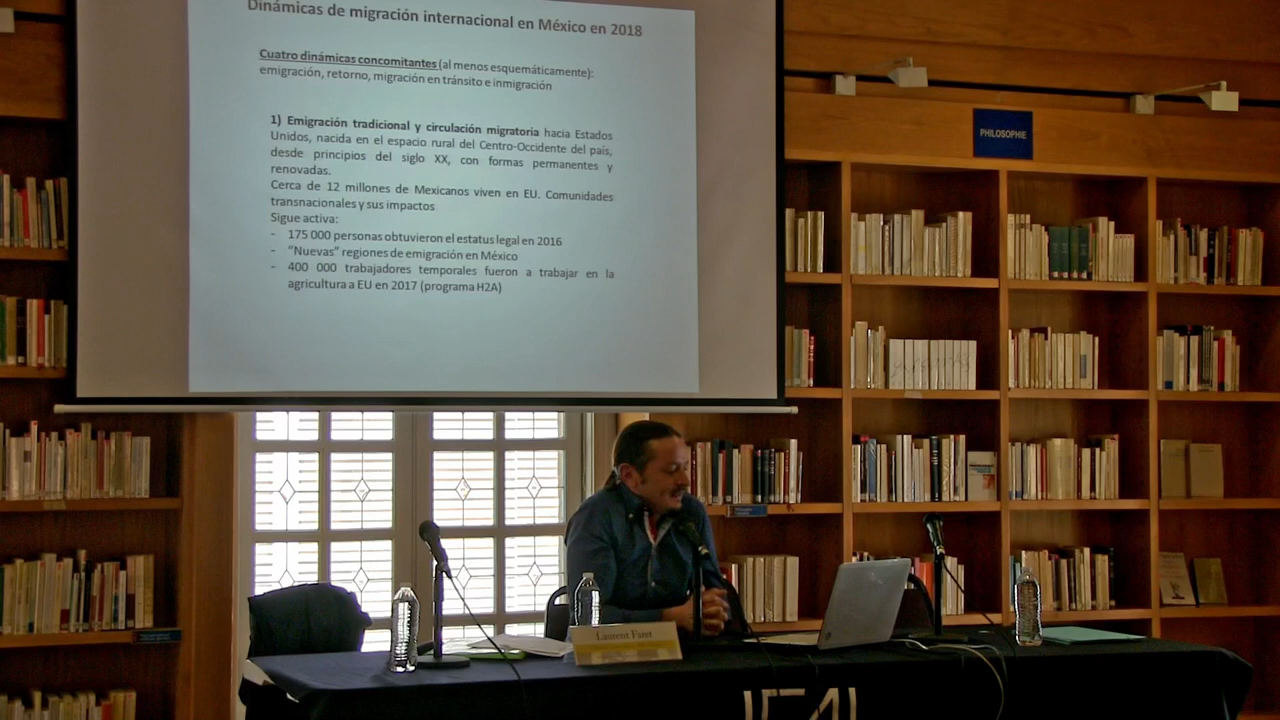 Dinámicas de migración internacional en México en 2018
Cuatro dinámicas concomitantes (al menos esquemáticamente):
emigración, retorno, migración en tránsito e inmigración
1) Emigración tradicional y circulación migratoria hacia Estados
Unidos, nacida en el espacio rural del Centro-Occidente del país,
desde principios del siglo XX, con formas permanentes y
renovadas.
Cerca de 12 millones de Mexicanos viven en EU. Comunidades
transnacionales y sus impactos
Sigue activa:
- 175 000 personas obtuvieron el estatus legal en 2016
- "Nuevas" regiones de emigración en México
- 400 000 trabajadores temporales fueron a trabajar en la
agricultura a EU en 2017 (programa H2A)
PHILOSOPHIE
Laurent Faret